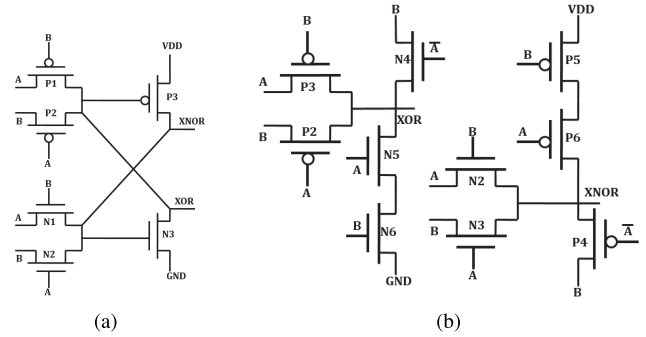 B
A
P1
P2
B
A
VDD
P3
XNOR
B
A
N1
N2
B
A
XOR
N3
GND
(a)
B
A
P3
B
P2
A
B
N4
A̅
XOR
N5
A
B
N6
GND
B
A
N2
B
N3
A
VDD
B
P5
A
P6
XNOR
P4
A̅
B
(b)